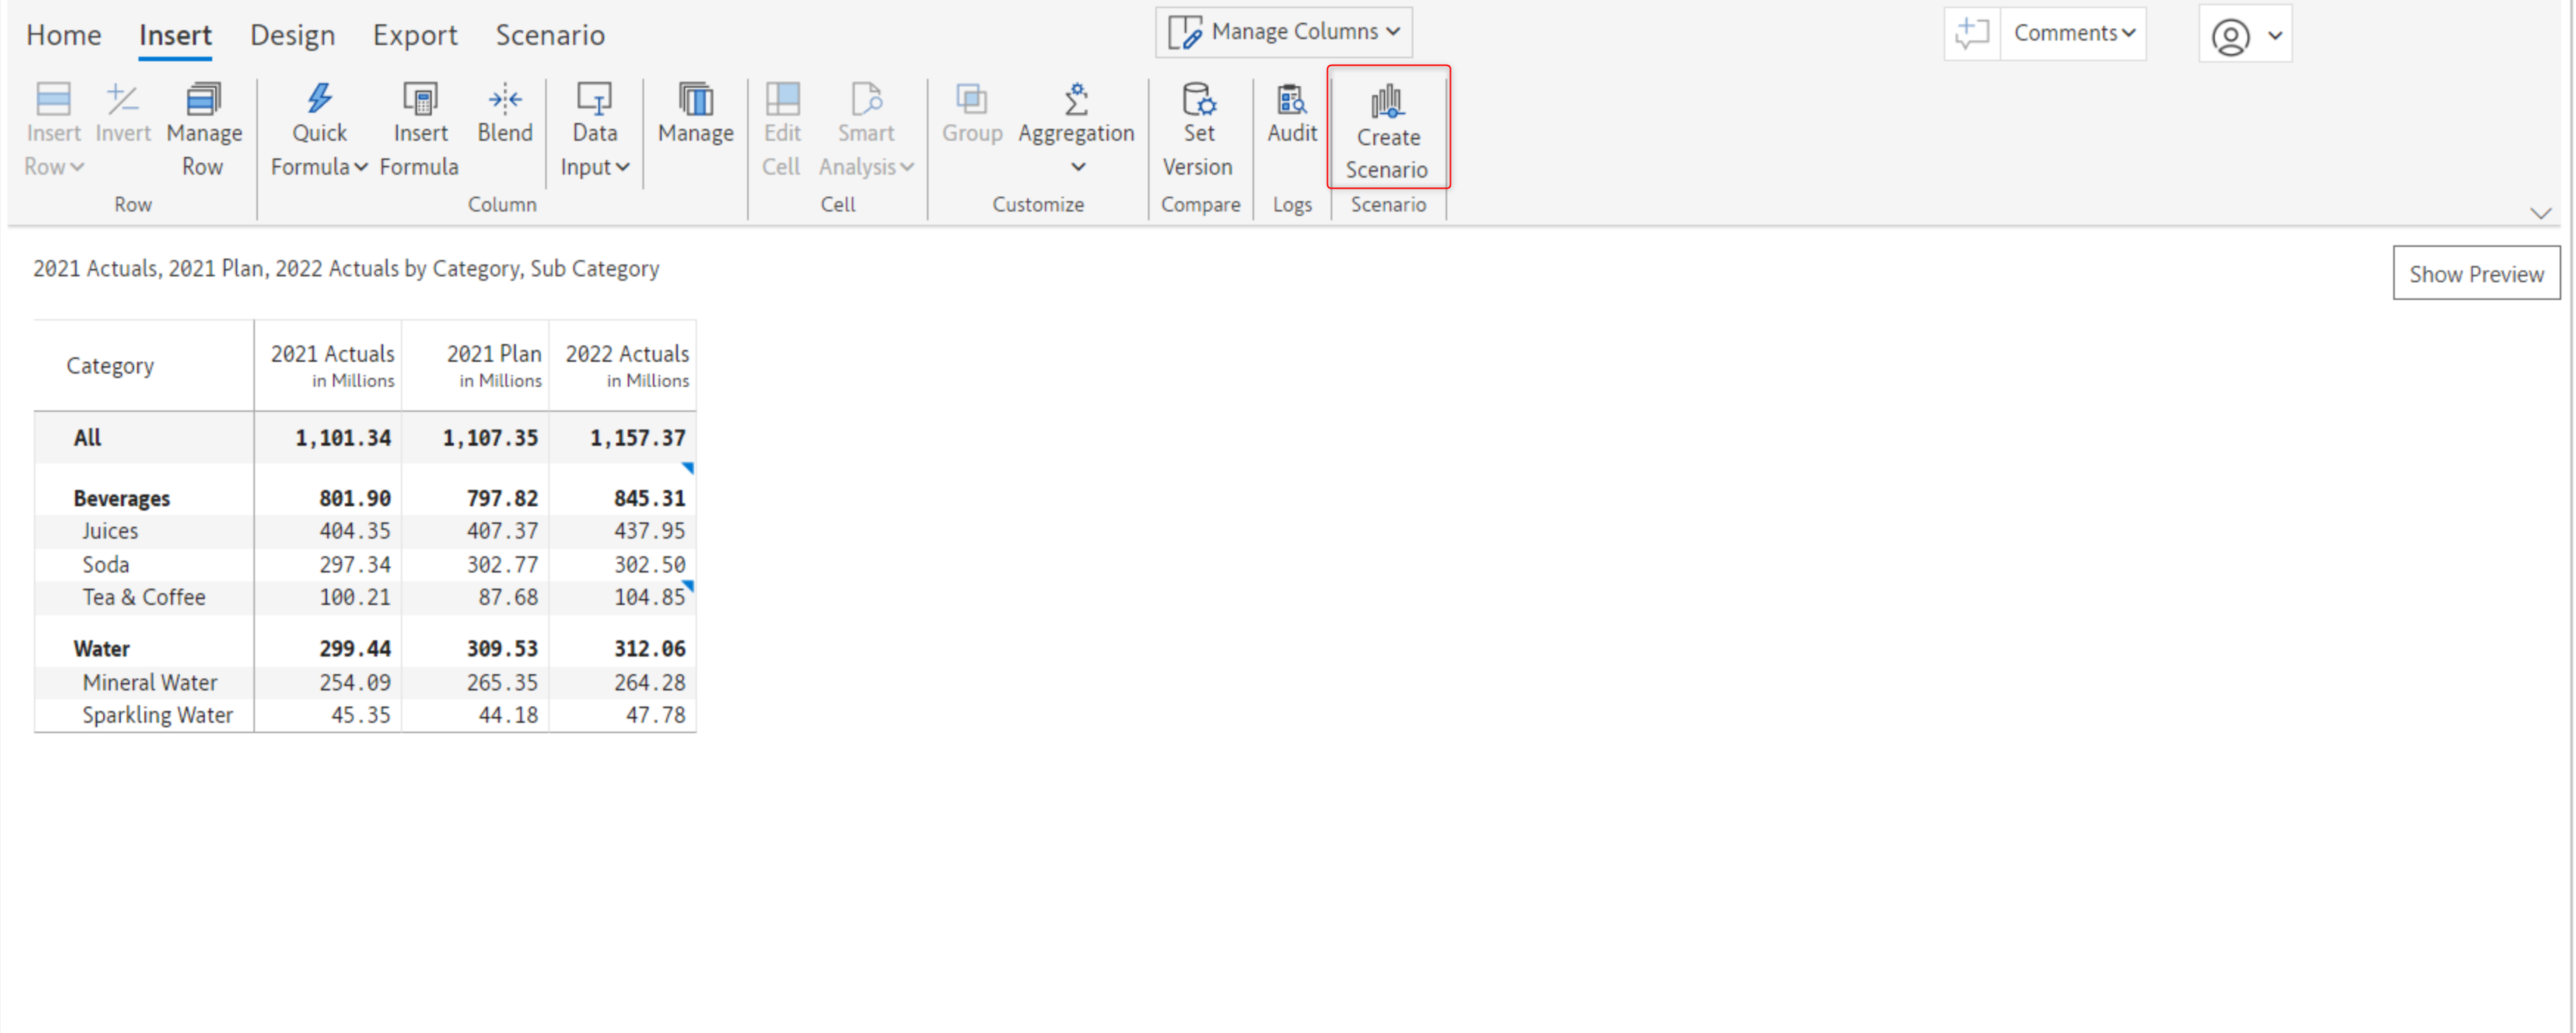 Home Insert Design Export Scenario Manage Columns Comments
Insert Row Invert Manage Row Quick Formula Insert Formula Blend Data Input Manage Edit Cell Smart Analysis Group Aggregation Set Version Audit Create Scenario
Row Column Cell Customize Compare Logs Scenario
2021 Actuals, 2021 Plan, 2022 Actuals by Category, Sub Category Show Preview
Category 2021 Actuals in Millions 2021 Plan in Millions 2022 Actuals in Millions
All 1,101.34 1,107.35 1,157.37
Beverages 801.90 797.82 845.31
Juices 404.35 407.37 437.95
Soda 297.34 302.77 302.50
Tea & Coffee 100.21 87.68 104.85
Water 299.44 309.53 312.06
Mineral Water 254.09 265.35 264.28
Sparkling Water 45.35 44.18 47.78